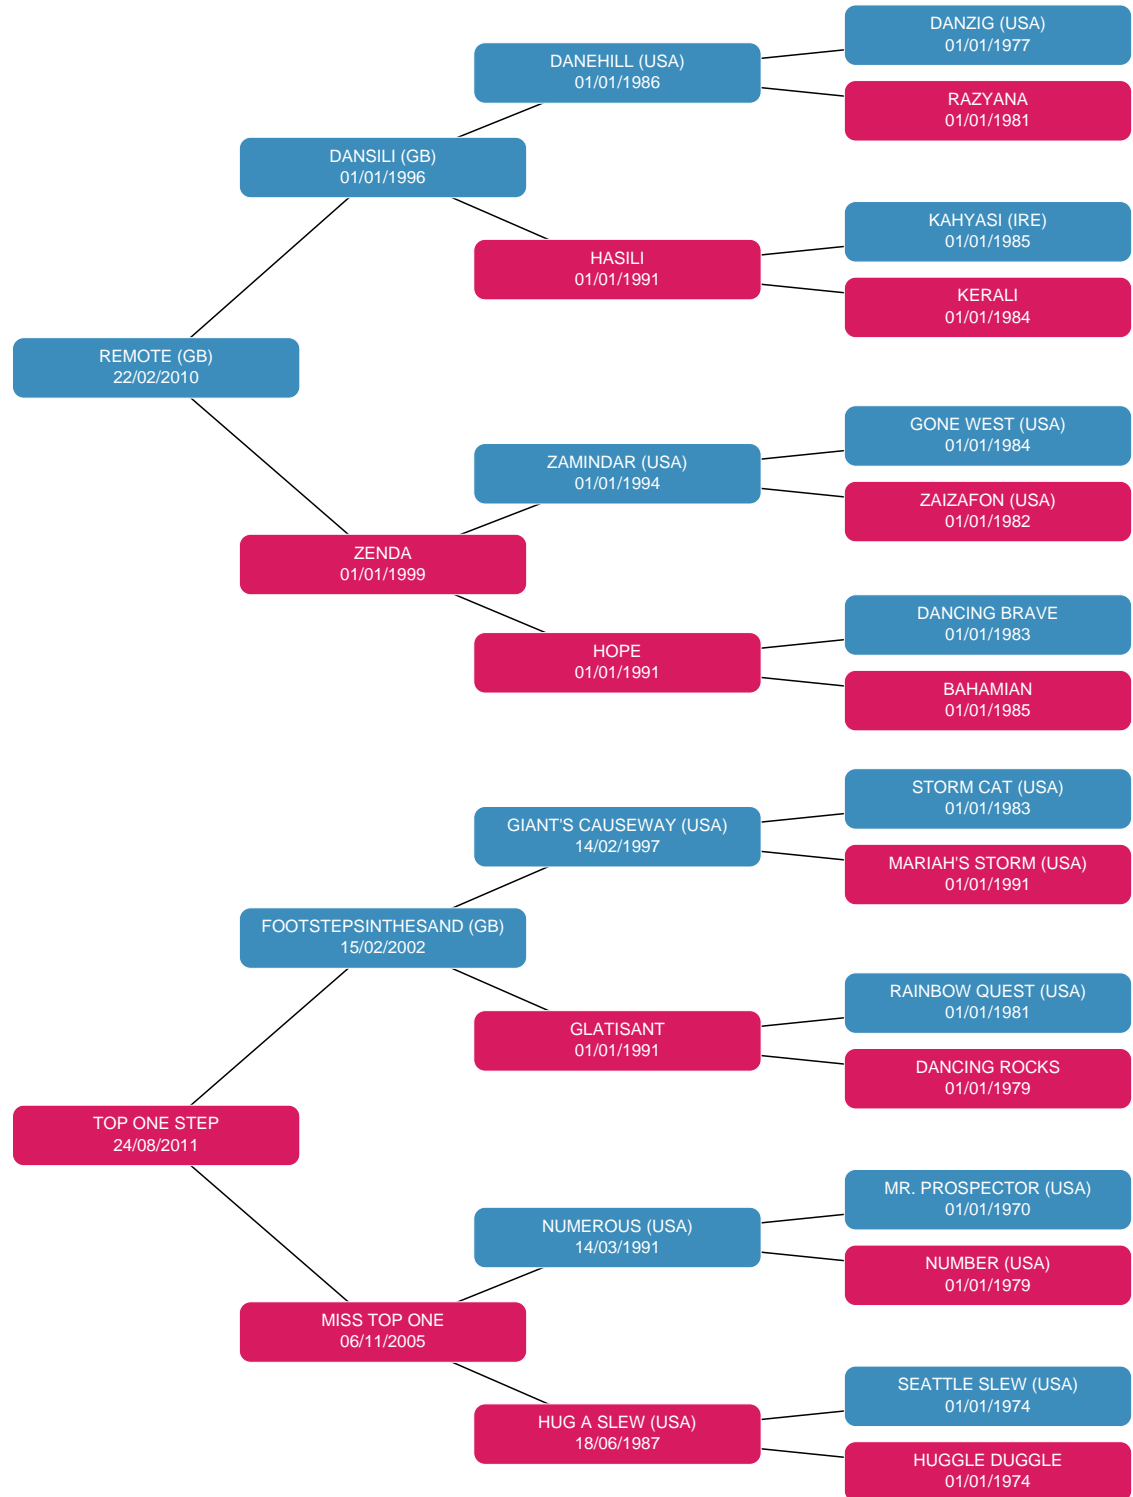 DANZIG (USA)
01/01/1977
DANEHILL (USA)
01/01/1986
RAZYANA
01/01/1981
DANSILI (GB)
01/01/1996
KAHYASI (IRE)
01/01/1985
HASILI
01/01/1991
KERALI
01/01/1984
REMOTE (GB)
22/02/2010
GONE WEST (USA)
01/01/1984
ZAMINDAR (USA)
01/01/1994
ZAIZAFON (USA)
01/01/1982
ZENDA
01/01/1999
DANCING BRAVE
01/01/1983
HOPE
01/01/1991
BAHAMIAN
01/01/1985
STORM CAT (USA)
01/01/1983
GIANT'S CAUSEWAY (USA)
14/02/1997
MARIAH'S STORM (USA)
01/01/1991
FOOTSTEPSINTHESAND (GB)
15/02/2002
RAINBOW QUEST (USA)
01/01/1981
GLATISANT
01/01/1991
DANCING ROCKS
01/01/1979
TOP ONE STEP
24/08/2011
MR. PROSPECTOR (USA)
01/01/1970
NUMEROUS (USA)
14/03/1991
NUMBER (USA)
01/01/1979
MISS TOP ONE
06/11/2005
SEATTLE SLEW (USA)
01/01/1974
HUG A SLEW (USA)
18/06/1987
HUGGLE DUGGLE
01/01/1974